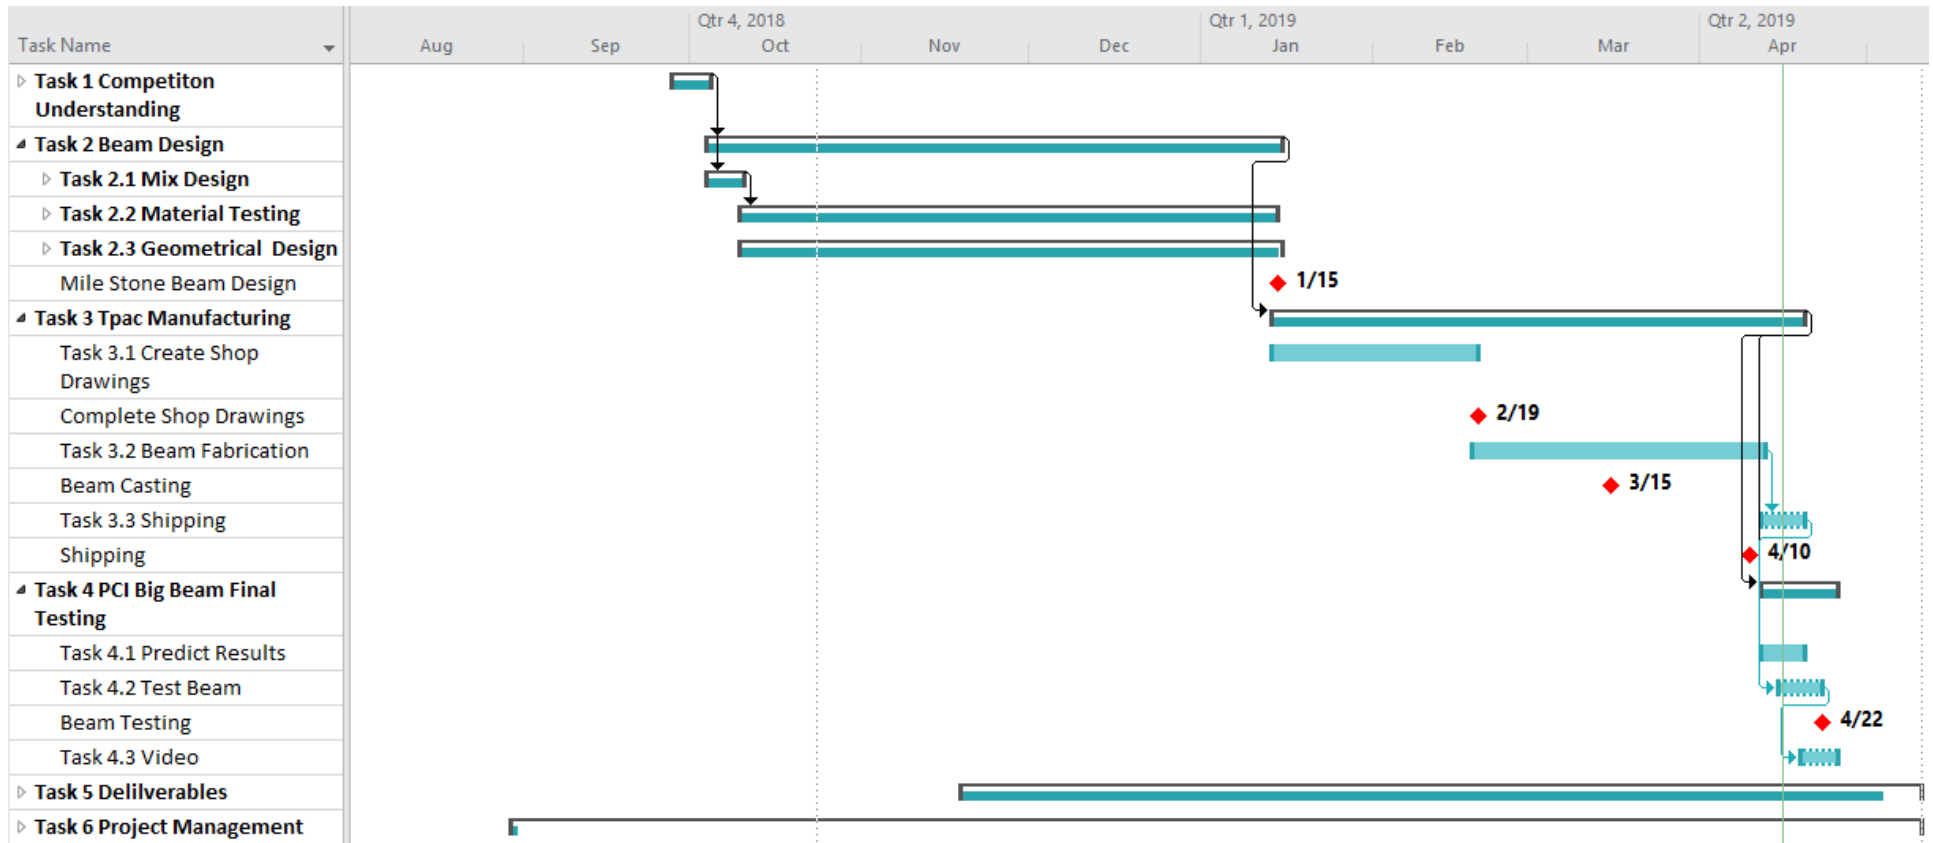 Qtr 4, 2018 Qtr 1, 2019 Qtr 2, 2019
Task Name Aug Sep Oct Nov Dec Jan Feb Mar Apr
Task 1 Competiton
Understanding
Task 2 Beam Design
Task 2.1 Mix Design
Task 2.2 Material Testing
Task 2.3 Geometrical Design
Mile Stone Beam Design 1/15
Task 3 Tpac Manufacturing
Task 3.1 Create Shop
Drawings
Complete Shop Drawings 2/19
Task 3.2 Beam Fabrication
Beam Casting 3/15
Task 3.3 Shipping
Shipping 4/10
Task 4 PCI Big Beam Final
Testing
Task 4.1 Predict Results
Task 4.2 Test Beam
Beam Testing 4/22
Task 4.3 Video
Task 5 Delilverables
Task 6 Project Management